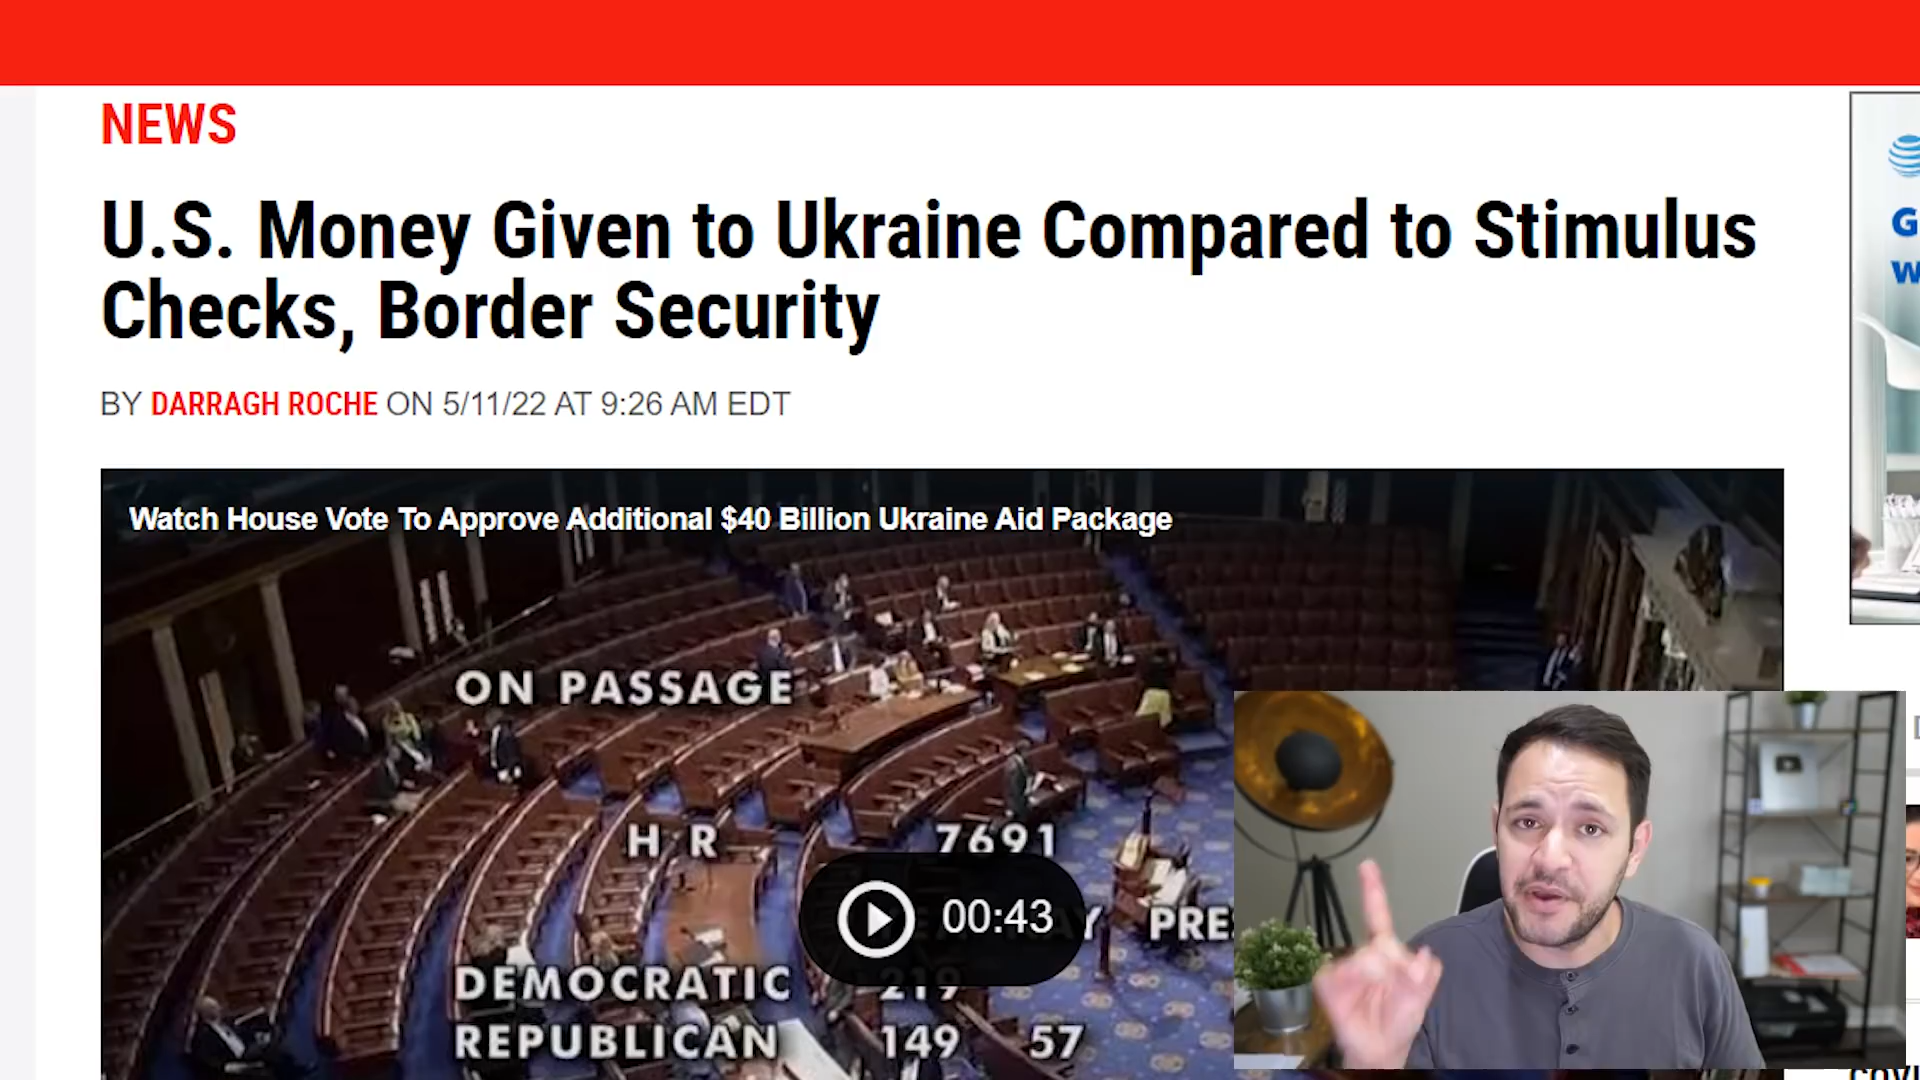 NEWS
U.S. Money Given to Ukraine Compared to Stimulus
Checks, Border Security
BY DARRAGH ROCHE ON 5/11/22 AT 9:26 AM EDT
Watch House Vote To Approve Additional $40 Billion Ukraine Aid Package
ON PASSAGE
H R 7691
00:43
PRE
DEMOCRATIC 219
REPUBLICAN 149 57
G
W